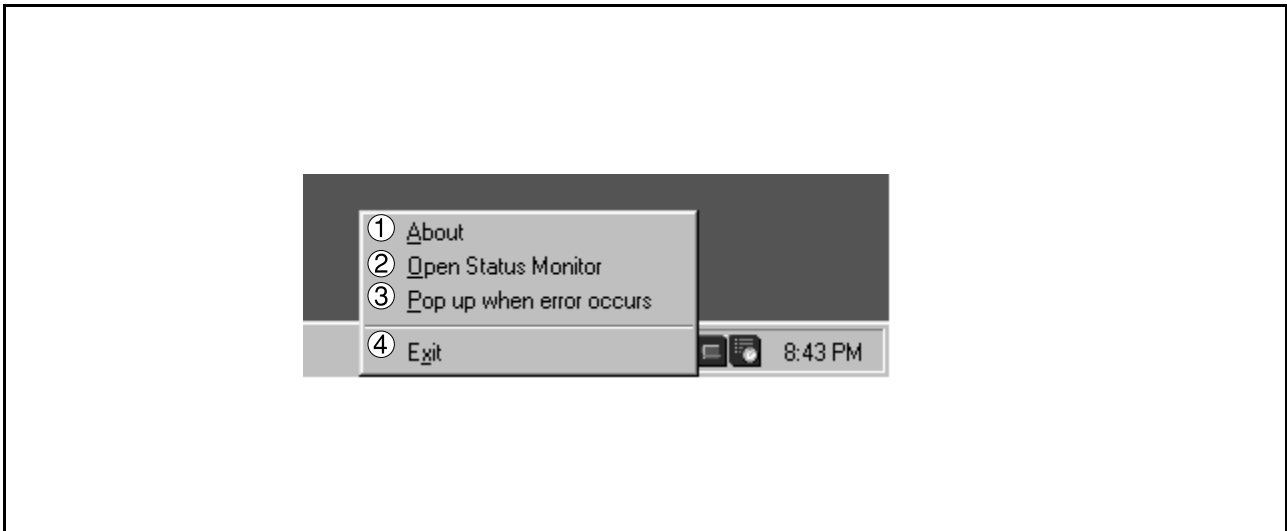 ① About
② Open Status Monitor
③ Pop up when error occurs
④ Exit
8:43 PM